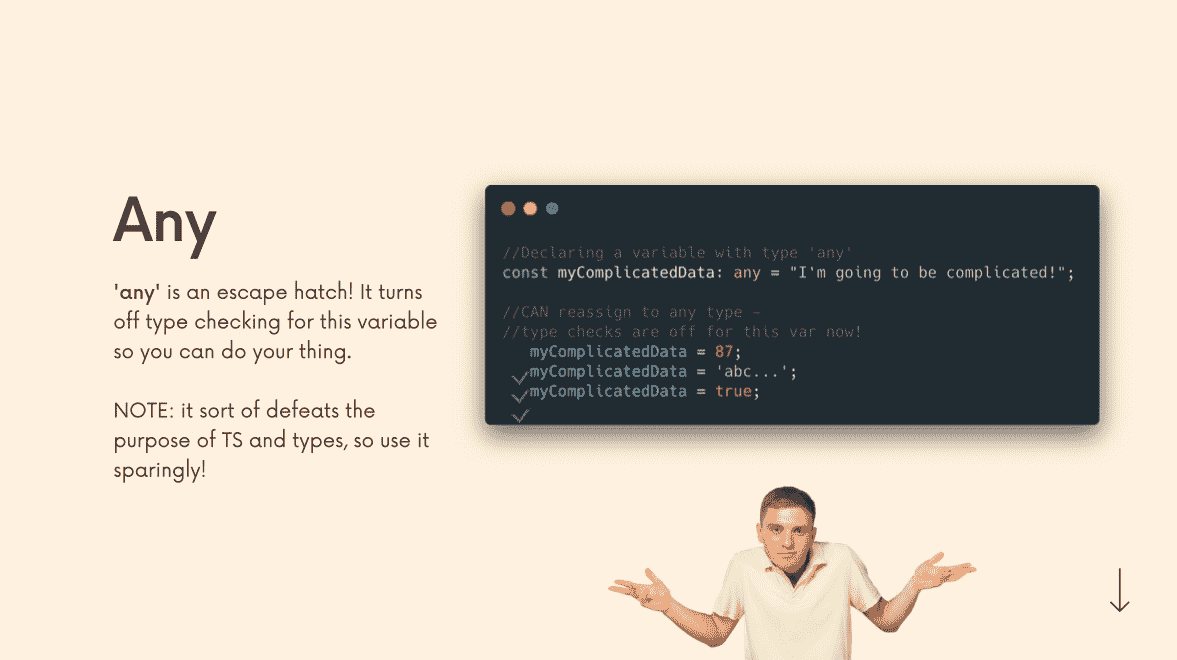 Any
'any' is an escape hatch! It turns
off type checking for this variable
so you can do your thing.
NOTE: it sort of defeats the
purpose of TS and types, so use it
sparingly!
//Declaring a variable with type 'any'
const myComplicatedData: any = "I'm going to be complicated!";
//CAN reassign to any type –
//type checks are off for this var now!
myComplicatedData = 87;
myComplicatedData = 'abc...';
myComplicatedData = true;